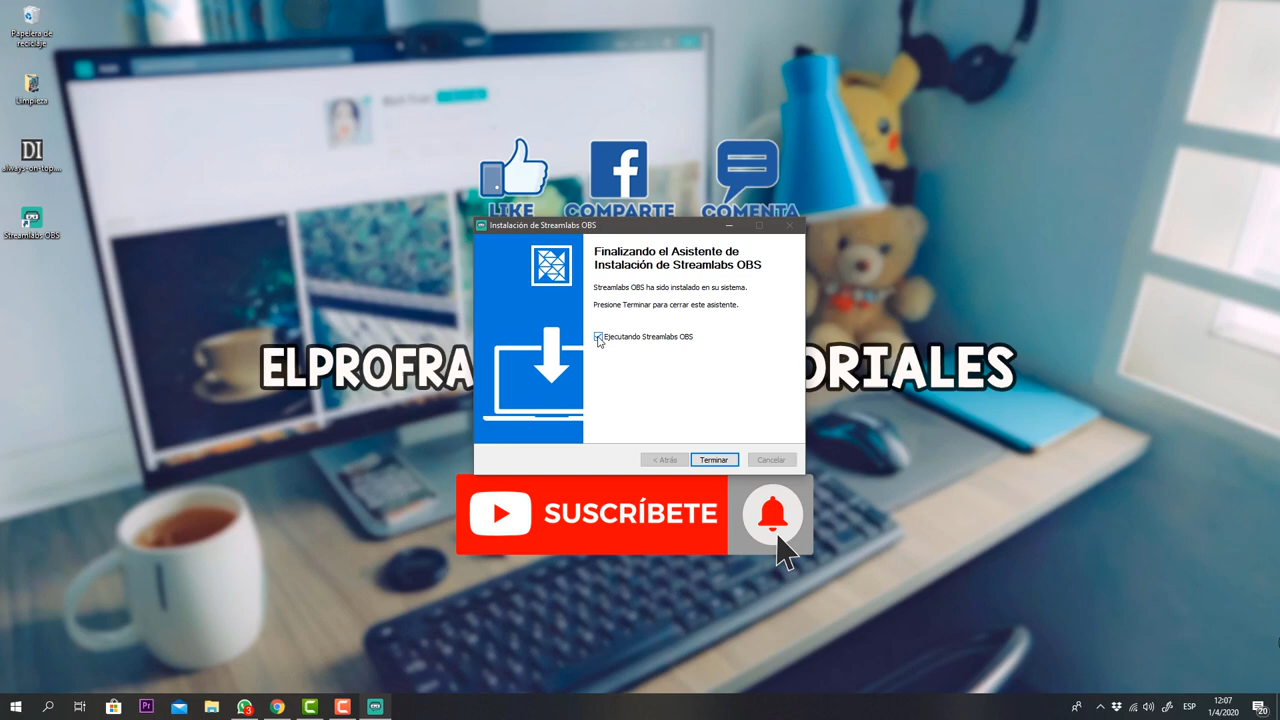 Papelera de
reciclaje
Limpieza
DI
always-on-top...
Streamlabs OBS
LIKE
COMPARTE
COMENTA
Instalación de Streamlabs OBS
Finalizando el Asistente de
Instalación de Streamlabs OBS
Streamlabs OBS ha sido instalado en su sistema.
Presione Terminar para cerrar este asistente.
Ejecutando Streamlabs OBS
ELPROFRA
ORIALES
< Atrás
Terminar
Cancelar
SUSCRÍBETE
Pr
3
ESP
12:07
1/4/2020
20